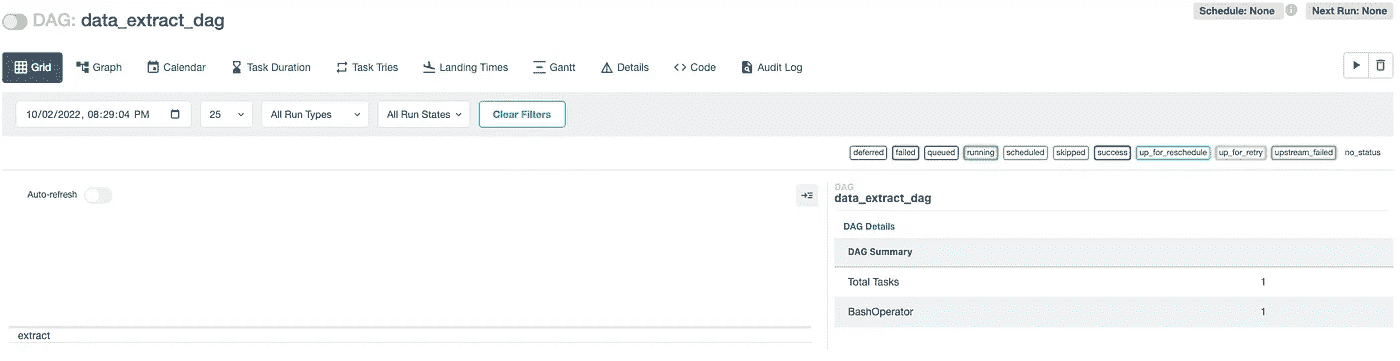 DAG: data_extract_dag
Schedule: None
Next Run: None
Grid
Graph
Calendar
Task Duration
Task Tries
Landing Times
Gantt
Details
Code
Audit Log
10/02/2022, 08:29:04 PM
25
All Run Types
All Run States
Clear Filters
deferred
failed
queued
running
scheduled
skipped
success
up_for_reschedule
up_for_retry
upstream_failed
no_status
Auto-refresh
extract
DAG
data_extract_dag
DAG Details
DAG Summary
Total Tasks 1
BashOperator 1